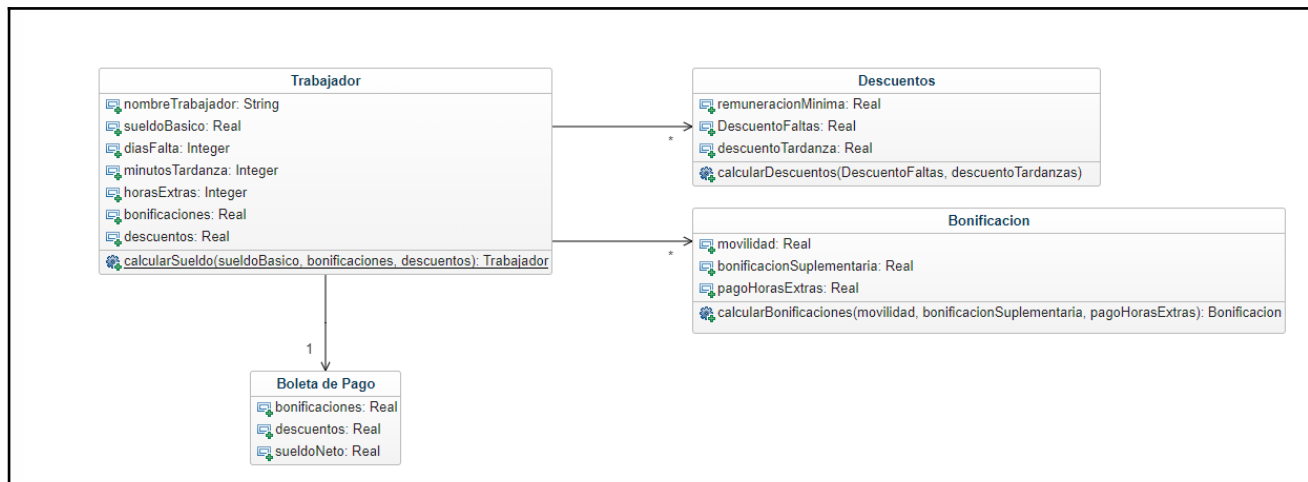 Trabajador
nombreTrabajador: String
sueldoBasico: Real
diasFalta: Integer
minutosTardanza: Integer
horasExtras: Integer
bonificaciones: Real
descuentos: Real
calcularSueldo(sueldoBasico, bonificaciones, descuentos): Trabajador
Descuentos
remuneracionMinima: Real
DescuentoFaltas: Real
descuentoTardanza: Real
calcularDescuentos(DescuentoFaltas, descuentoTardanzas)
*
Bonificacion
movilidad: Real
bonificacionSuplementaria: Real
pagoHorasExtras: Real
calcularBonificaciones(movilidad, bonificacionSuplementaria, pagoHorasExtras): Bonificacion
*
1
Boleta de Pago
bonificaciones: Real
descuentos: Real
sueldoNeto: Real